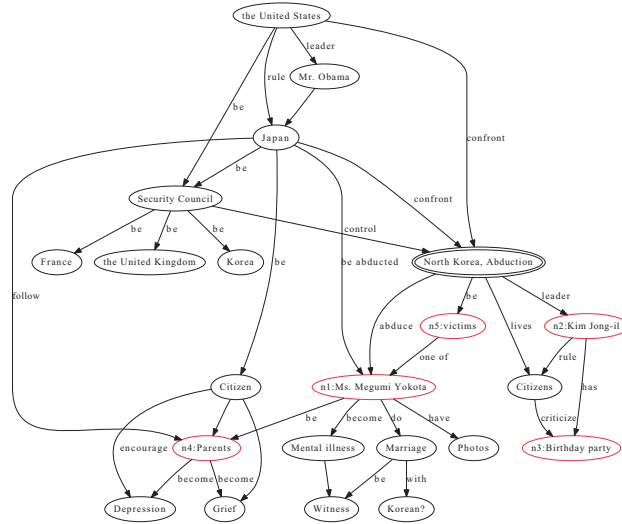 the United States
leader
Mr. Obama
rule
be
confront
Japan
be
Security Council
confront
be
be
be
control
France
the United Kingdom
Korea
be
be abducted
North Korea, Abduction
follow
be
leader
abduce
n5:victims
lives
n2:Kim Jong-il
one of
rule
has
Citizen
n1:Ms. Megumi Yokota
Citizens
be
become
do
have
criticize
encourage
n4:Parents
Mental illness
Marriage
Photos
n3:Birthday party
become
become
be
with
Depression
Grief
Witness
Korean?